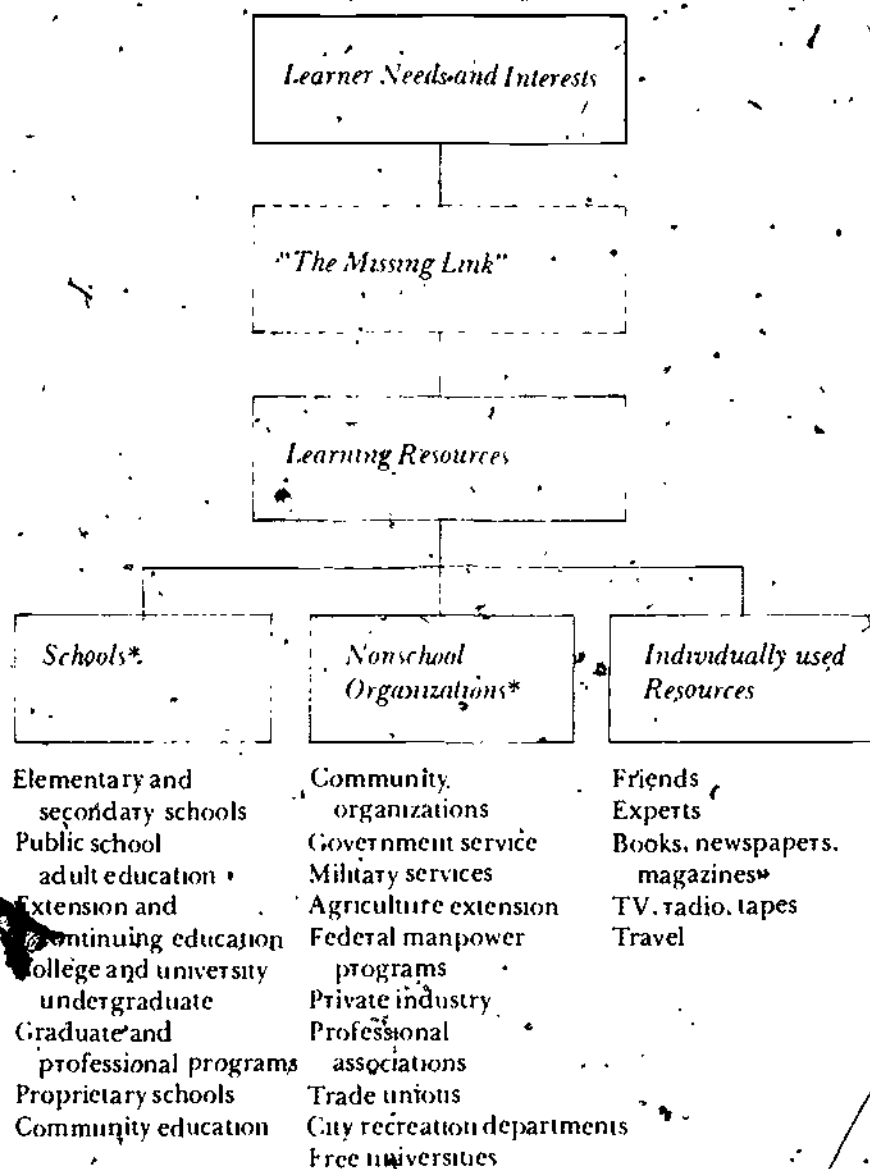 Learner Needs and Interests
"The Missing Link"
Learning Resources
Schools*
Elementary and
secondary schools
Public school
adult education
Extension and
continuing education
College and university
undergraduate
Graduate and
professional programs
Proprietary schools
Community education
Nonschool
Organizations*
Community
organizations
Government service
Military services
Agriculture extension
Federal manpower
programs
Private industry
Professional
associations
Trade unions
City recreation departments
Free universities
Individually used
Resources
Friends
Experts
Books, newspapers,
magazines
TV, radio, tapes
Travel